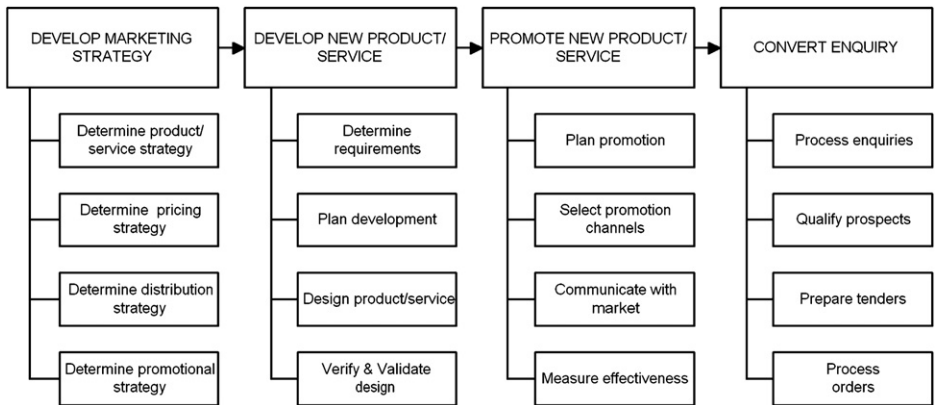 DEVELOP MARKETING
STRATEGY
DEVELOP NEW PRODUCT/
SERVICE
PROMOTE NEW PRODUCT/
SERVICE
CONVERT ENQUIRY
Determine product/
service strategy
Determine pricing
strategy
Determine distribution
strategy
Determine promotional
strategy
Determine
requirements
Plan development
Design product/service
Verify & Validate
design
Plan promotion
Select promotion
channels
Communicate with
market
Measure effectiveness
Process enquiries
Qualify prospects
Prepare tenders
Process
orders